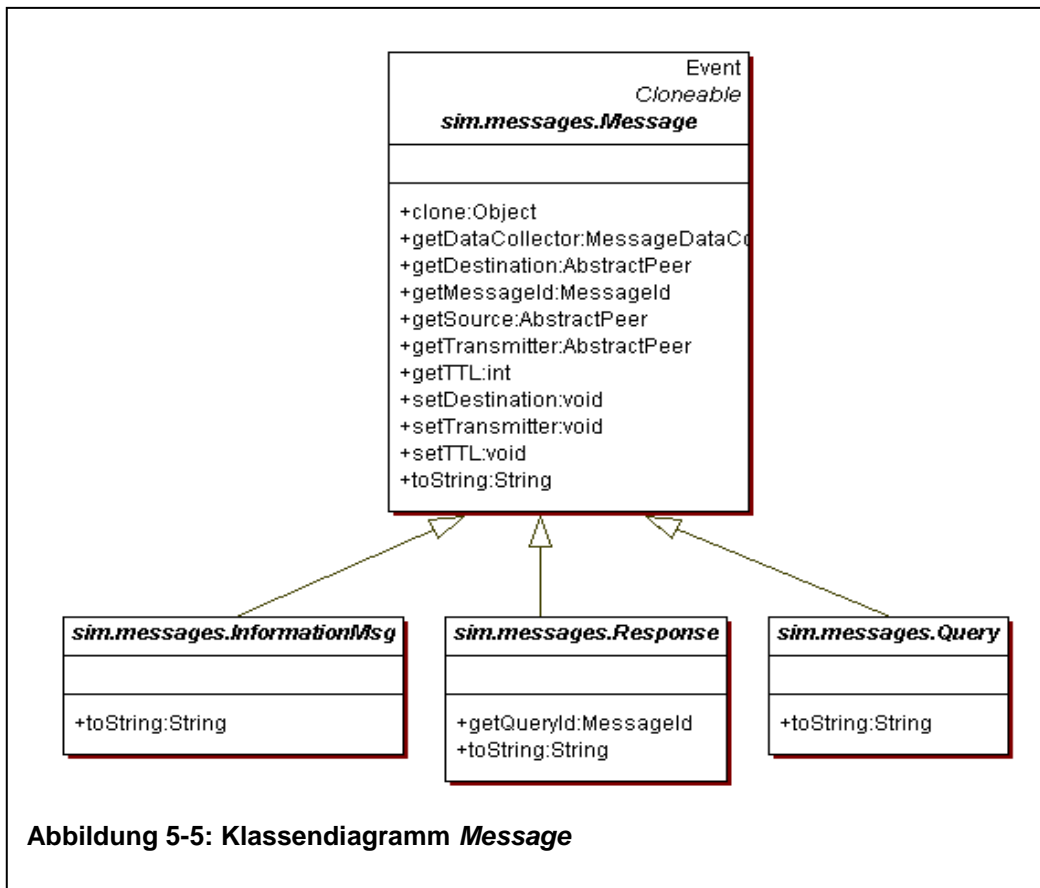 Event
Cloneable
sim.messages.Message
+clone:Object
+getDataCollector:MessageDataCo
+getDestination:AbstractPeer
+getMessageId:MessageId
+getSource:AbstractPeer
+getTransmitter:AbstractPeer
+getTTL:int
+setDestination:void
+setTransmitter:void
+setTTL:void
+toString:String
sim.messages.InformationMsg
+toString:String
sim.messages.Response
+getQueryId:MessageId
+toString:String
sim.messages.Query
+toString:String
Abbildung 5-5: Klassendiagramm Message